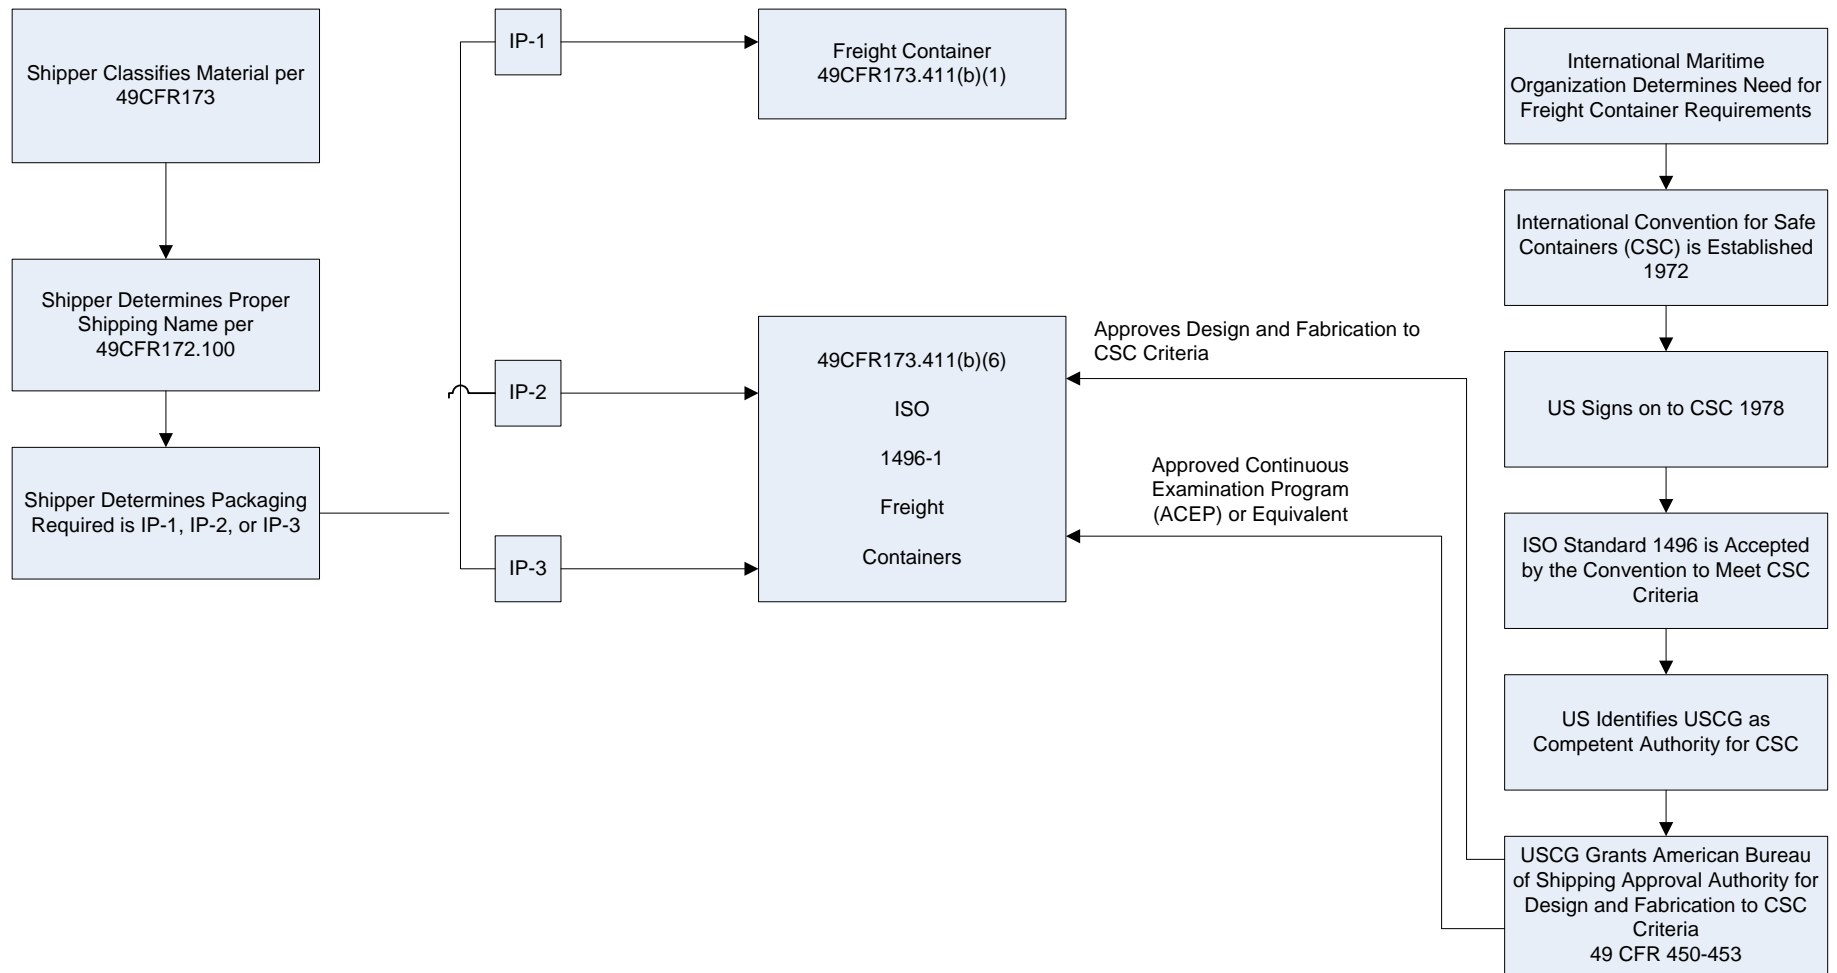 Shipper Classifies Material per
49CFR173
Shipper Determines Proper
Shipping Name per
49CFR172.100
Shipper Determines Packaging
Required is IP-1, IP-2, or IP-3
IP-1
IP-2
IP-3
Freight Container
49CFR173.411(b)(1)
49CFR173.411(b)(6)
ISO
1496-1
Freight
Containers
Approves Design and Fabrication to
CSC Criteria
Approved Continuous
Examination Program
(ACEP) or Equivalent
International Maritime
Organization Determines Need for
Freight Container Requirements
International Convention for Safe
Containers (CSC) is Established
1972
US Signs on to CSC 1978
ISO Standard 1496 is Accepted
by the Convention to Meet CSC
Criteria
US Identifies USCG as
Competent Authority for CSC
USCG Grants American Bureau
of Shipping Approval Authority for
Design and Fabrication to CSC
Criteria
49 CFR 450-453